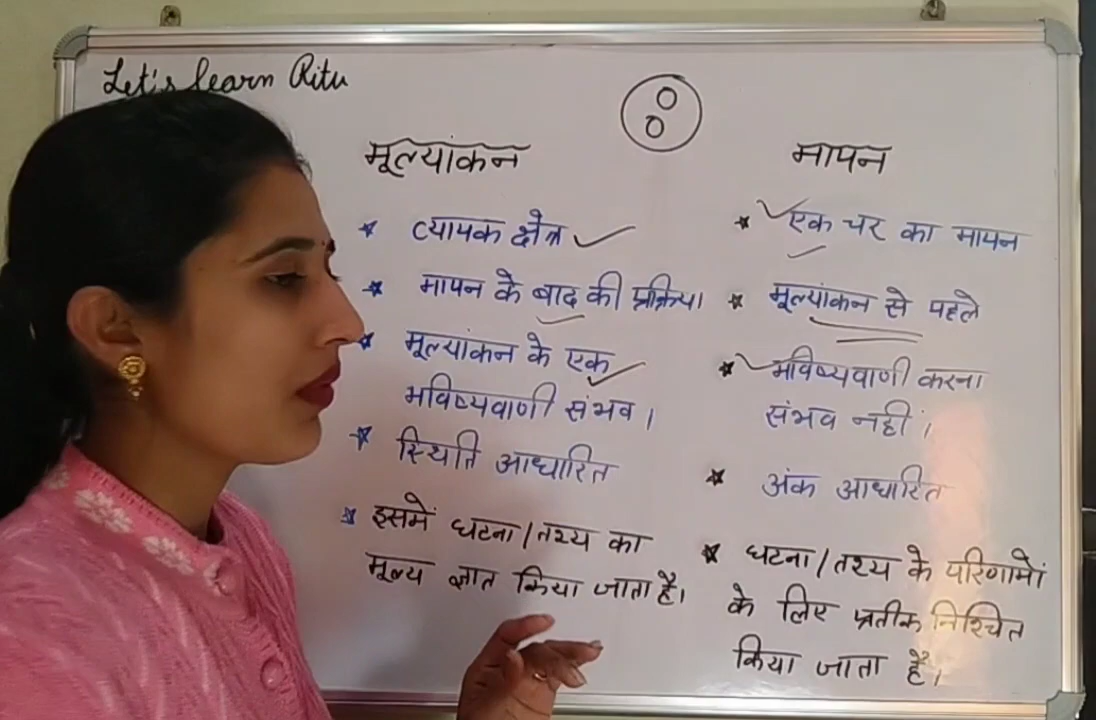 Let's learn Ritu
मूल्यांकन
★ व्यापक क्षेत्र ✓
★ मापन के बाद की प्रक्रिया
★ मूल्यांकन के एक ✓
भविष्यवाणी संभव।
★ स्थिति आधारित
★ इसमें घटना/तथ्य का
मूल्य ज्ञात किया जाता है।
मापन
★ ✓ एक चर का मापन
★ मूल्यांकन से पहले
★ ✓ भविष्यवाणी करना
संभव नहीं।
★ अंक आधारित
★ घटना/तथ्य के परिणामों
के लिए प्रतीक निश्चित
किया जाता है।